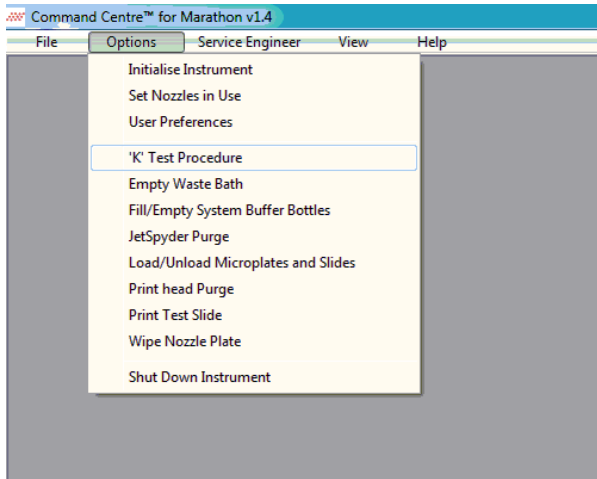 Command Centre™ for Marathon v1.4
File Options Service Engineer View Help
Initialise Instrument
Set Nozzles in Use
User Preferences
'K' Test Procedure
Empty Waste Bath
Fill/Empty System Buffer Bottles
JetSpyder Purge
Load/Unload Microplates and Slides
Print head Purge
Print Test Slide
Wipe Nozzle Plate
Shut Down Instrument